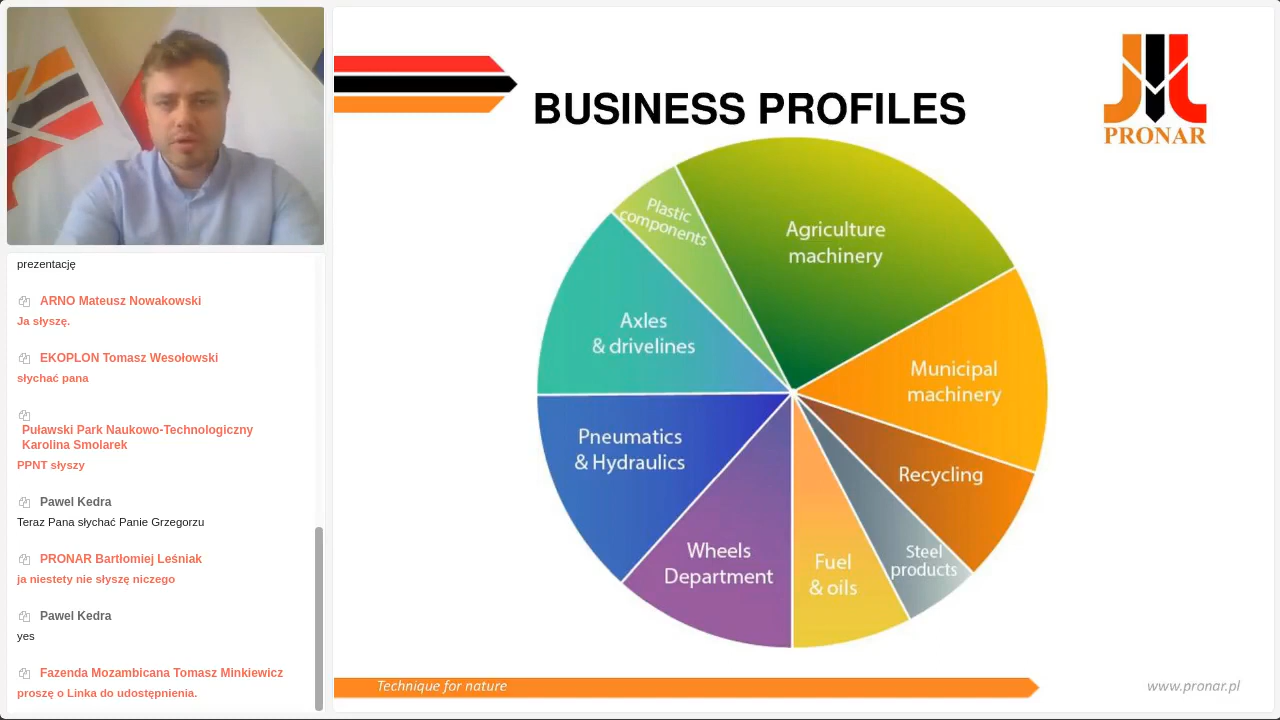 prezentację
ARNO Mateusz Nowakowski
Ja słyszę.
EKOPLON Tomasz Wesołowski
słychać pana
Puławski Park Naukowo-Technologiczny
Karolina Smolarek
PPNT słyszy
Pawel Kedra
Teraz Pana słychać Panie Grzegorzu
PRONAR Bartłomiej Leśniak
ja niestety nie słyszę niczego
Pawel Kedra
yes
Fazenda Mozambicana Tomasz Minkiewicz
proszę o Linka do udostępnienia.
BUSINESS PROFILES
PRONAR
Plastic
components
Agriculture
machinery
Axles
& drivelines
Municipal
machinery
Pneumatics
& Hydraulics
Recycling
Wheels
Department
Fuel
& oils
Steel
products
Technique for nature
www.pronar.pl